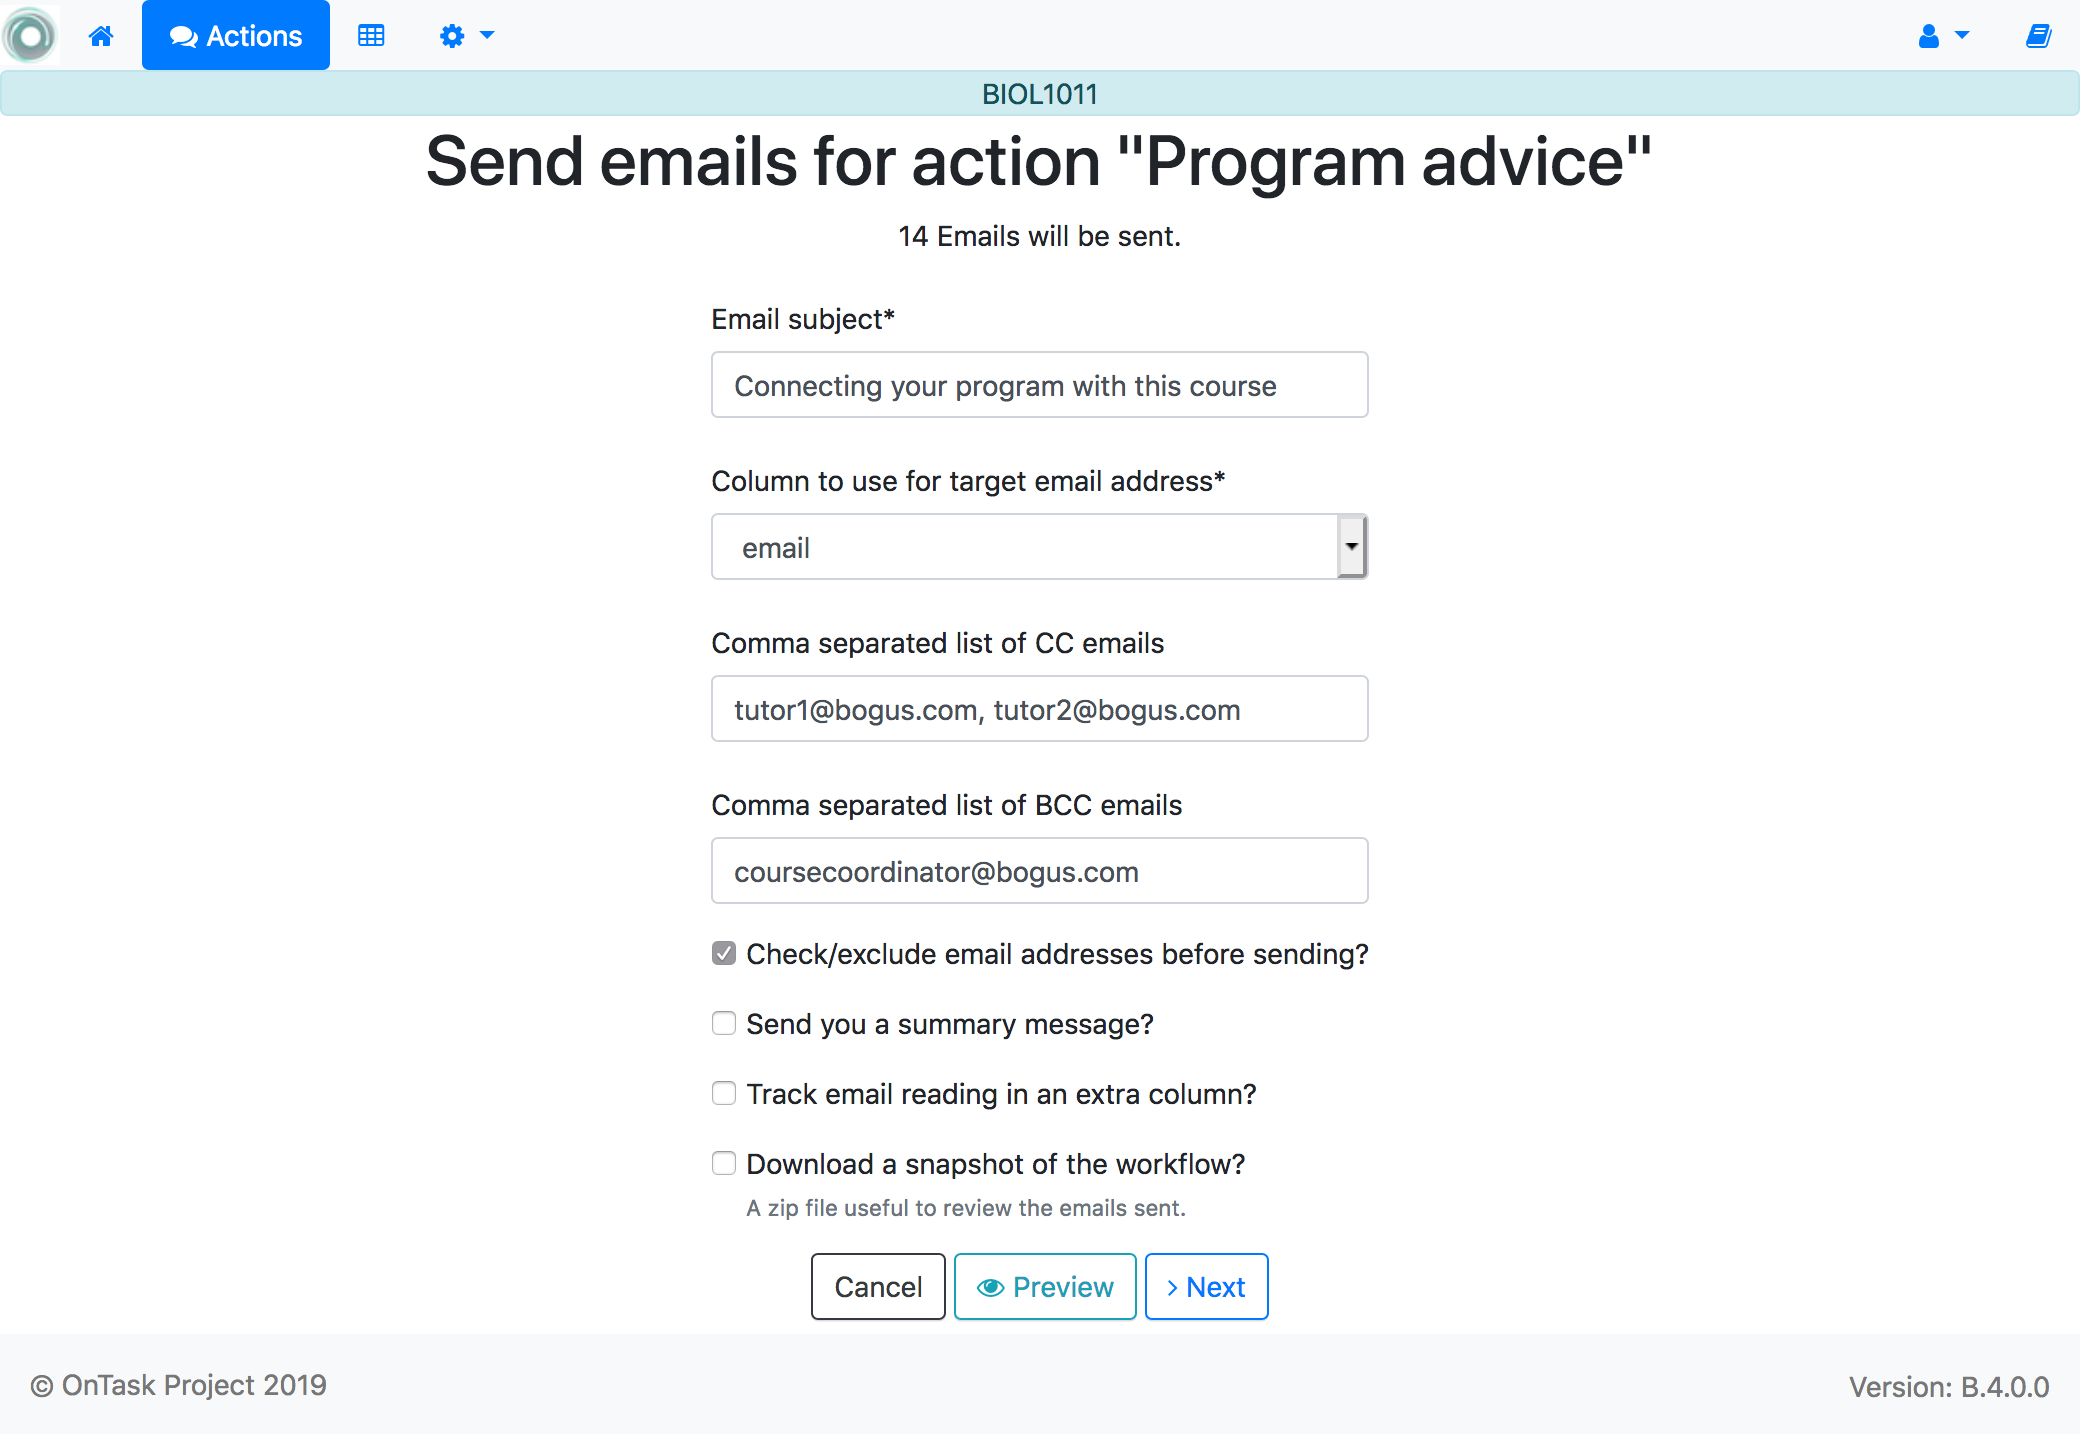 Actions
BIOL1011
Send emails for action "Program advice"
14 Emails will be sent.
Email subject*
Connecting your program with this course
Column to use for target email address*
email
Comma separated list of CC emails
tutor1@bogus.com, tutor2@bogus.com
Comma separated list of BCC emails
coursecoordinator@bogus.com
Check/exclude email addresses before sending?
Send you a summary message?
Track email reading in an extra column?
Download a snapshot of the workflow?
A zip file useful to review the emails sent.
Cancel Preview Next
© OnTask Project 2019 Version: B.4.0.0